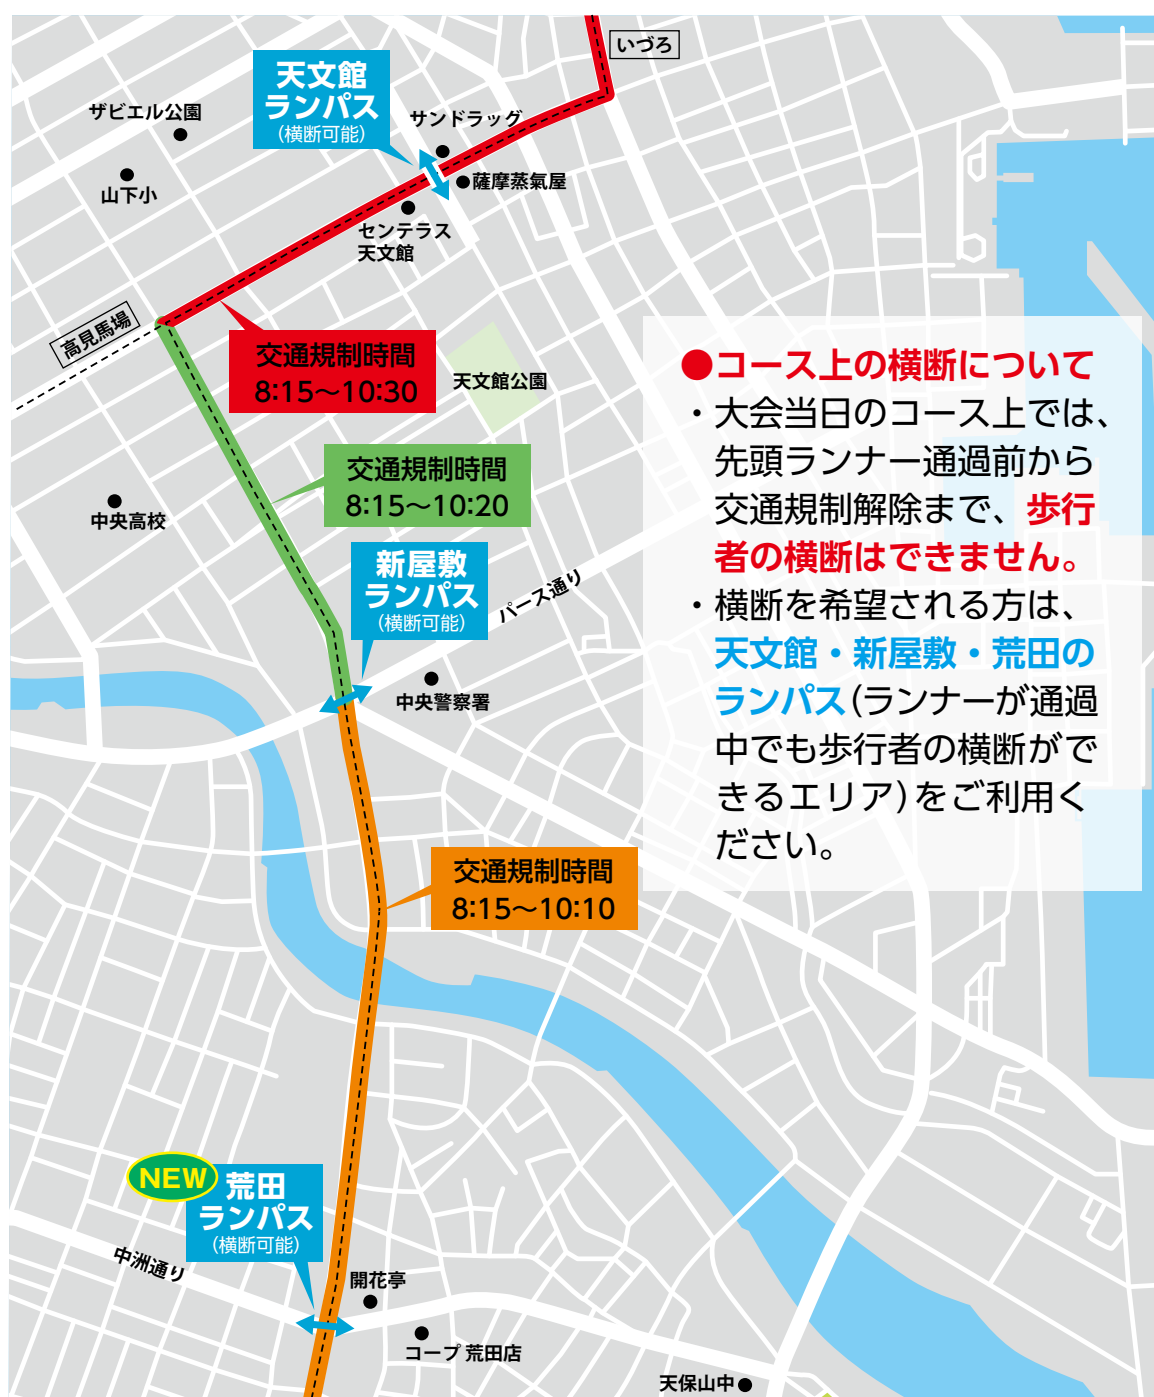 いづろ
天文館
ランパス
(横断可能)
ザビエル公園
サンドラッグ
山下小
薩摩蒸氣屋
センテラス
天文館
高見馬場
交通規制時間
8:15〜10:30
天文館公園
交通規制時間
8:15〜10:20
中央高校
新屋敷
ランパス
(横断可能)
パース通り
中央警察署
●コース上の横断について
・大会当日のコース上では、
先頭ランナー通過前から
交通規制解除まで、歩行
者の横断はできません。
・横断を希望される方は、
天文館・新屋敷・荒田の
ランパス(ランナーが通過
中でも歩行者の横断がで
きるエリア)をご利用く
ださい。
交通規制時間
8:15〜10:10
NEW
荒田
ランパス
(横断可能)
中洲通り
開花亭
コープ 荒田店
天保山中